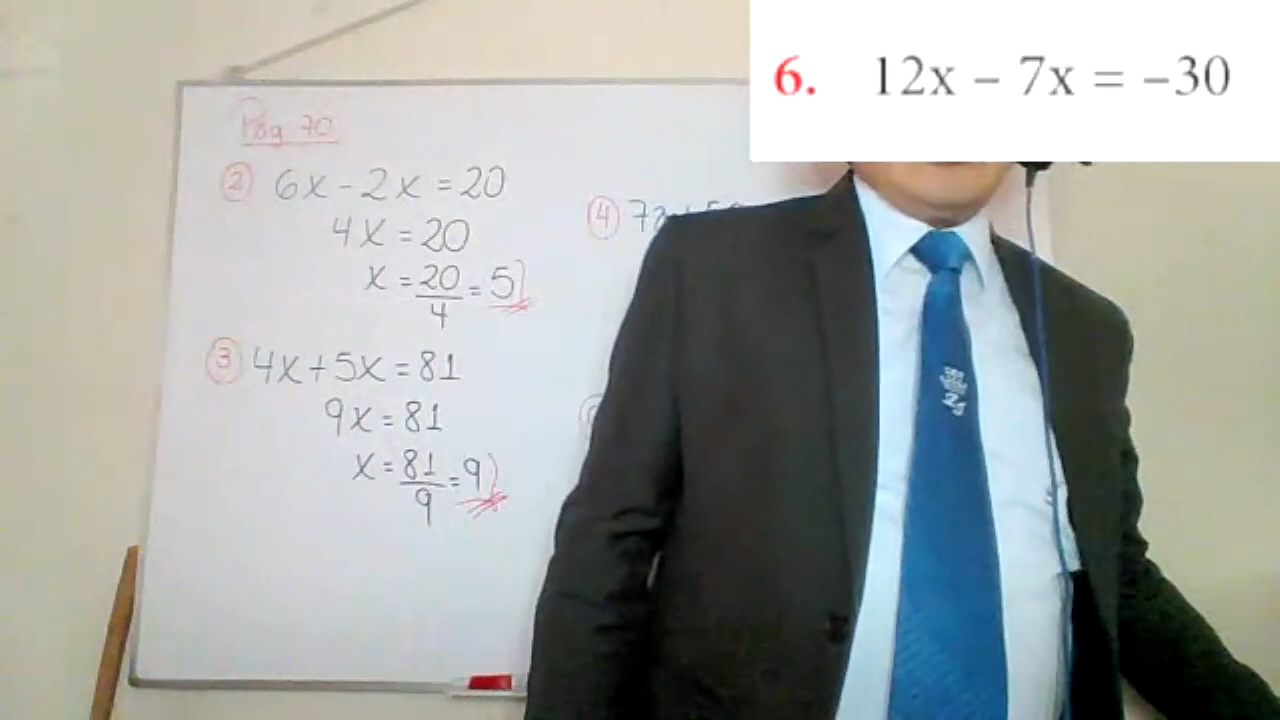 6. 12x − 7x = −30
Pág 70
② 6x - 2x = 20
4x = 20
x = 20/4 = 5
③ 4x + 5x = 81
9x = 81
x = 81/9 = 9
④